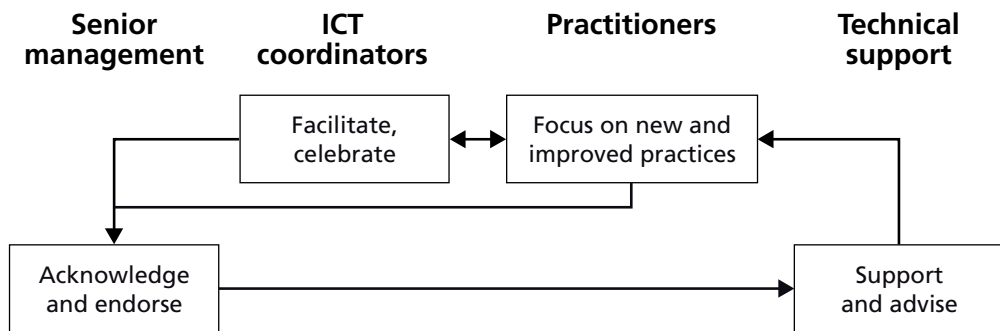 Senior
management
ICT
coordinators
Practitioners
Technical
support
Facilitate,
celebrate
Focus on new and
improved practices
Acknowledge
and endorse
Support
and advise